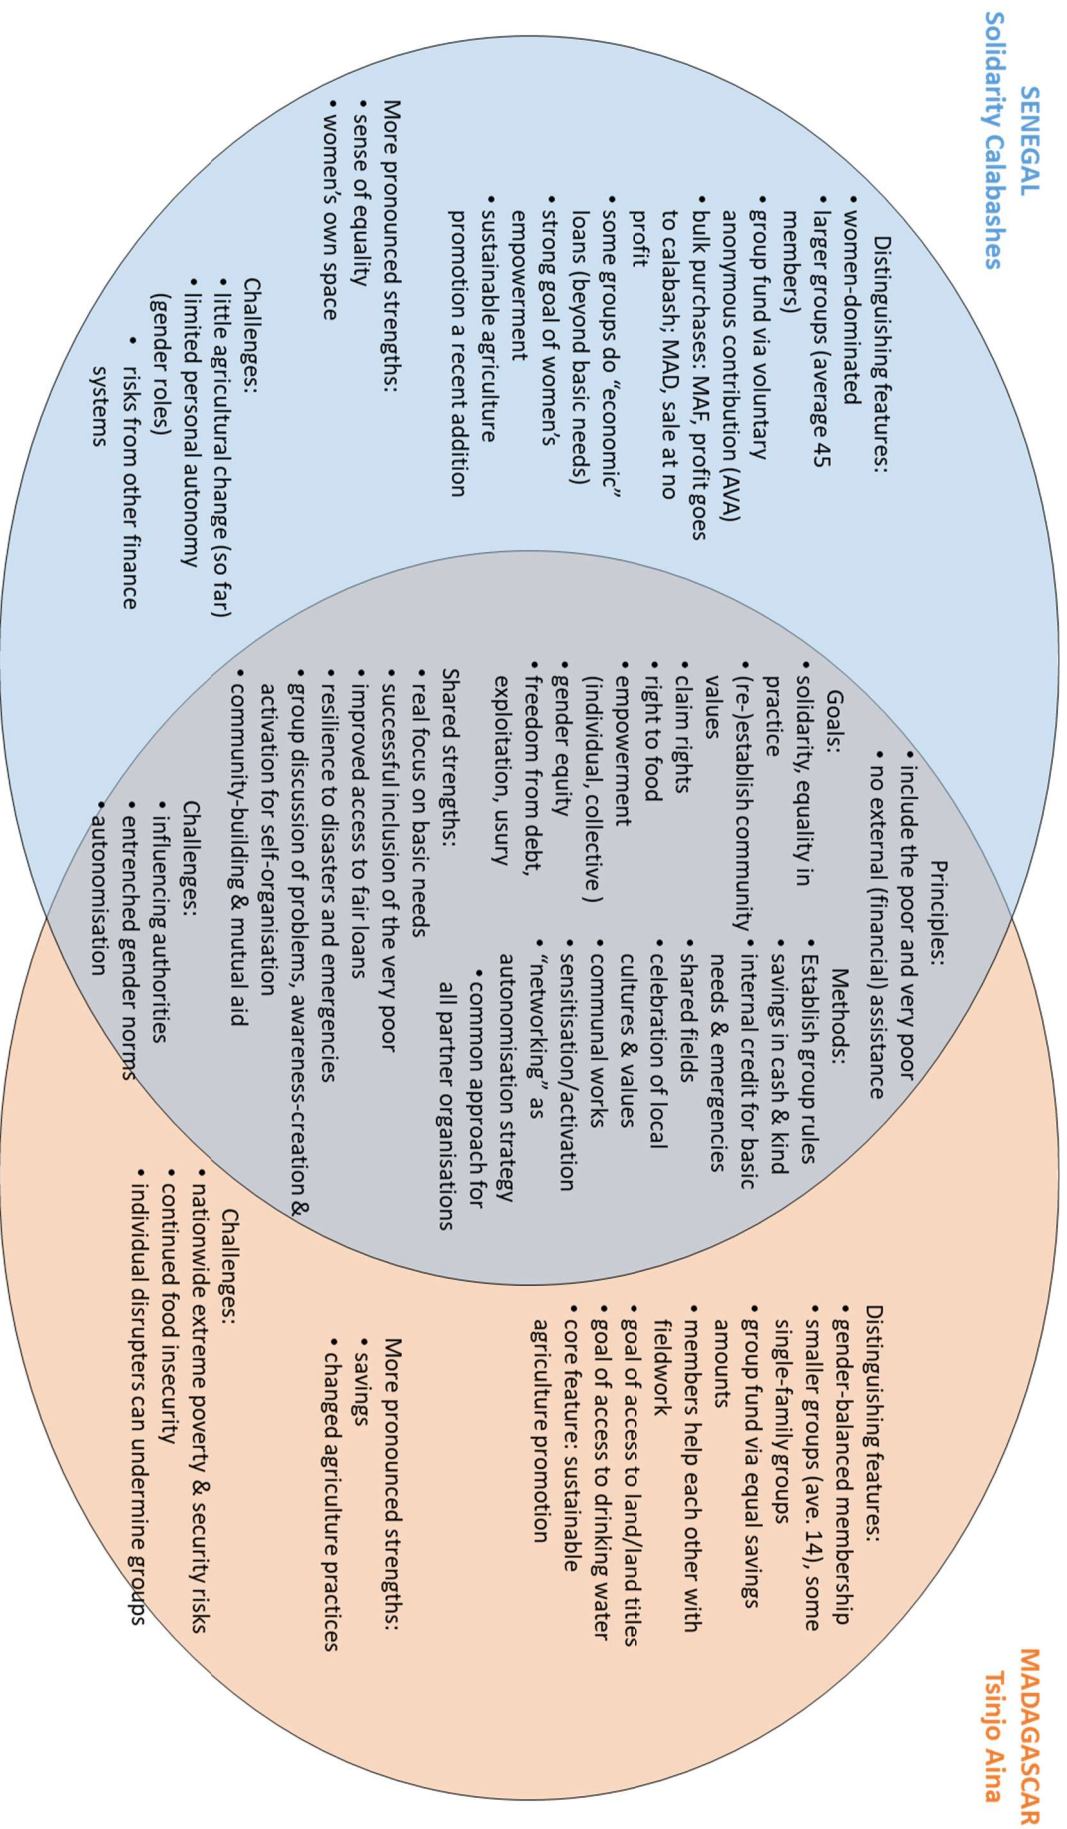 SENEGAL
Solidarity Calabashes
Distinguishing features:
• women-dominated
• larger groups (average 45
members)
• group fund via voluntary
anonymous contribution (AVA)
• bulk purchases: MAF, profit goes
to calabash; MAD, sale at no
profit
• some groups do “economic”
loans (beyond basic needs)
• strong goal of women’s
empowerment
• sustainable agriculture
promotion a recent addition
More pronounced strengths:
• sense of equality
• women’s own space
Challenges:
• little agricultural change (so far)
• limited personal autonomy
(gender roles)
• risks from other finance
systems
Principles:
• include the poor and very poor
• no external (financial) assistance
Goals:
• solidarity, equality in
practice
• (re-)establish community
values
• claim rights
• right to food
• empowerment
(individual, collective )
• gender equity
• freedom from debt,
exploitation, usury
Methods:
• Establish group rules
• savings in cash & kind
• internal credit for basic
needs & emergencies
• shared fields
• celebration of local
cultures & values
• communal works
• sensitisation/activation
• “networking” as
autonomisation strategy
• common approach for
all partner organisations
Shared strengths:
• real focus on basic needs
• successful inclusion of the very poor
• improved access to fair loans
• resilience to disasters and emergencies
• group discussion of problems, awareness-creation &
activation for self-organisation
• community-building & mutual aid
Challenges:
• influencing authorities
• entrenched gender norms
• autonomisation
MADAGASCAR
Tsinjo Aina
Distinguishing features:
• gender-balanced membership
• smaller groups (ave. 14), some
single-family groups
• group fund via equal savings
amounts
• members help each other with
fieldwork
• goal of access to land/land titles
• goal of access to drinking water
• core feature: sustainable
agriculture promotion
More pronounced strengths:
• savings
• changed agriculture practices
Challenges:
• nationwide extreme poverty & security risks
• continued food insecurity
• individual disrupters can undermine groups